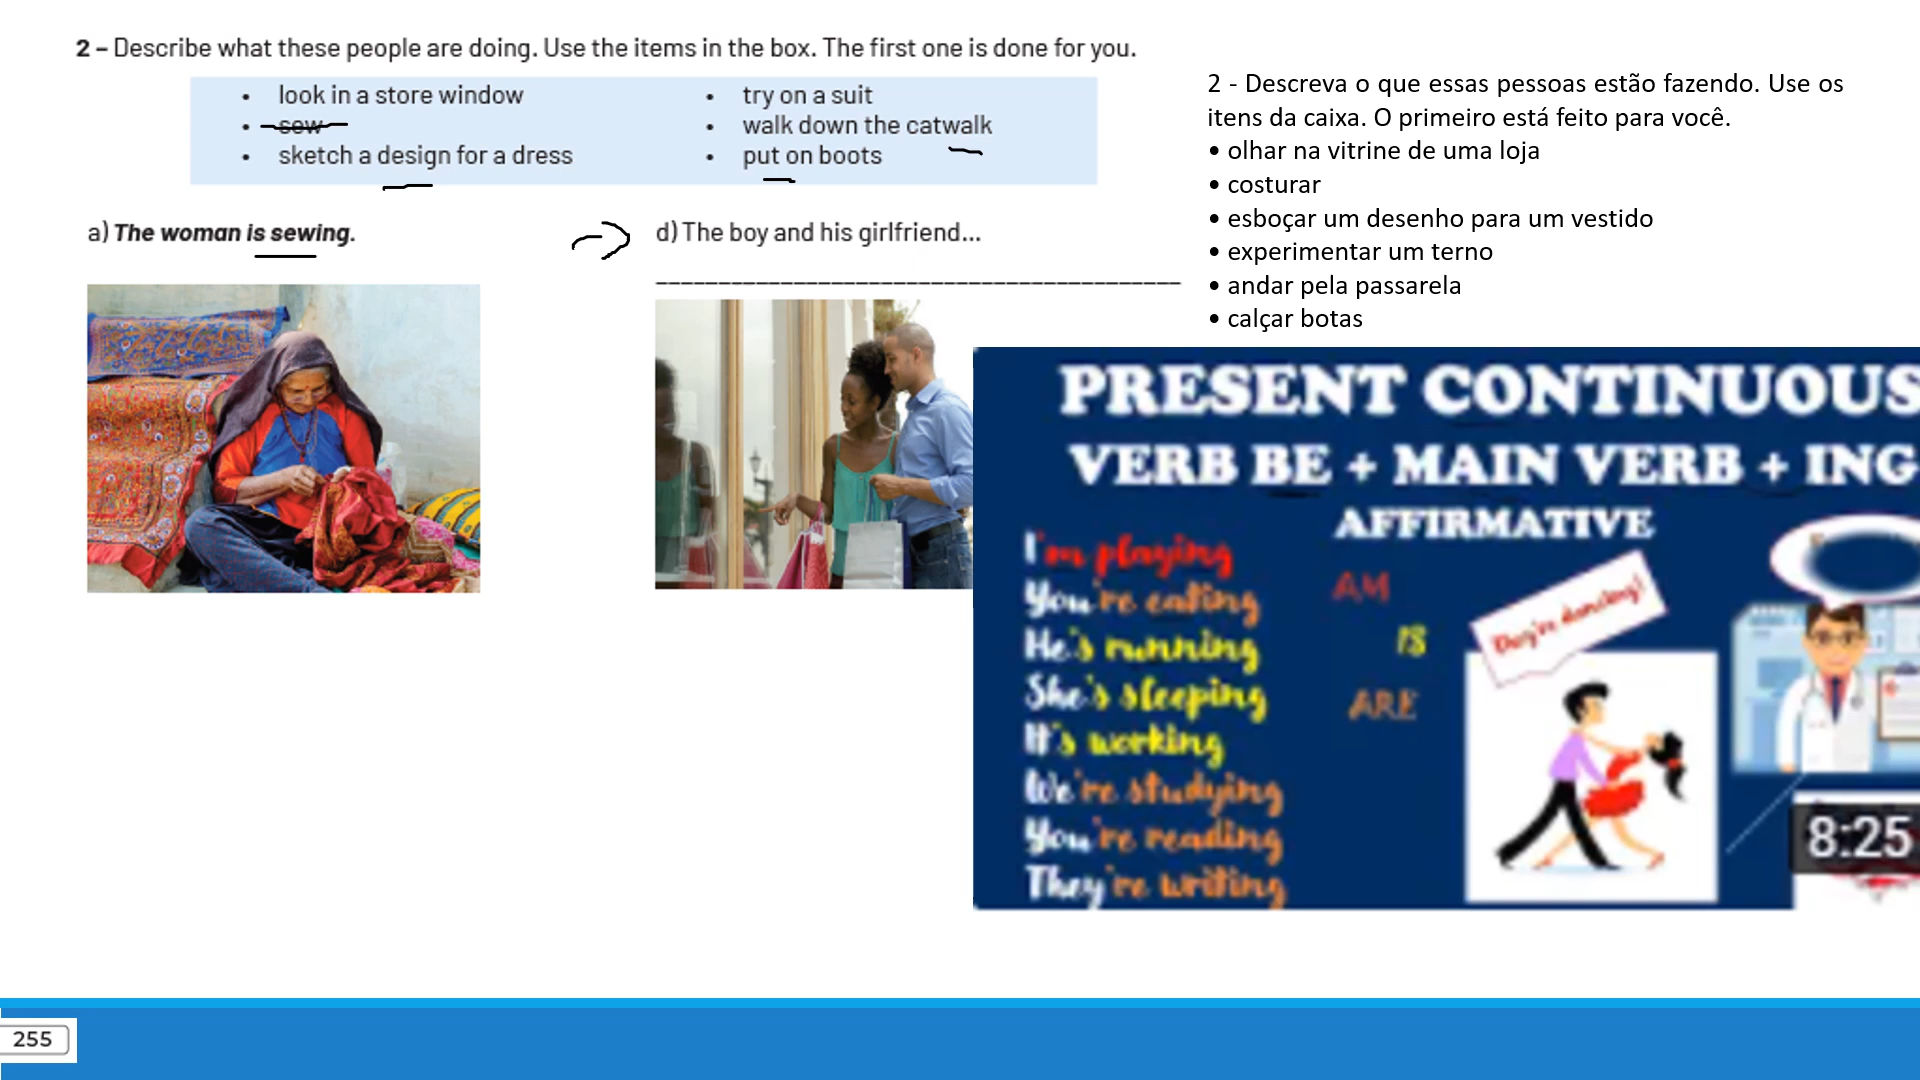 2 – Describe what these people are doing. Use the items in the box. The first one is done for you.
• look in a store window
• sew
• sketch a design for a dress
• try on a suit
• walk down the catwalk
• put on boots
a) The woman is sewing.
d) The boy and his girlfriend...
2 - Descreva o que essas pessoas estão fazendo. Use os
itens da caixa. O primeiro está feito para você.
• olhar na vitrine de uma loja
• costurar
• esboçar um desenho para um vestido
• experimentar um terno
• andar pela passarela
• calçar botas
PRESENT CONTINUOUS
VERB BE + MAIN VERB + ING
AFFIRMATIVE
I'm playing
You're eating
He's running
She's sleeping
It's working
We're studying
You're reading
They're writing
AM
IS
ARE
They're dancing!
8:25
255